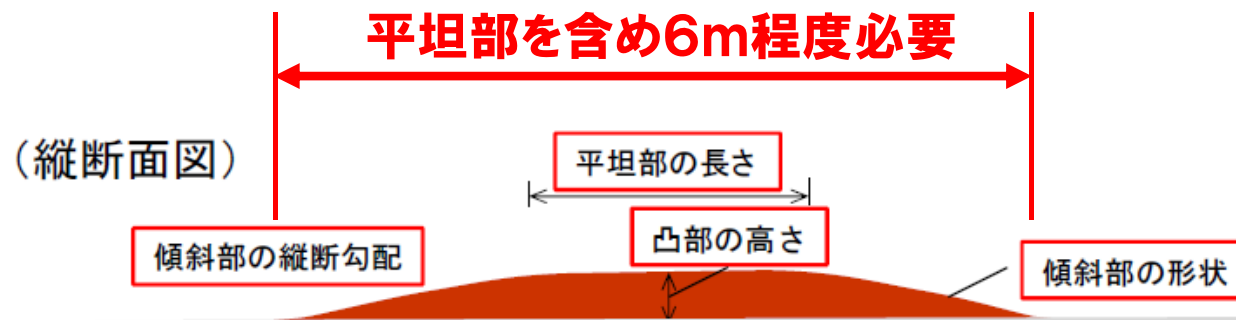 平坦部を含め6m程度必要
（縦断面図）
平坦部の長さ
凸部の高さ
傾斜部の縦断勾配
傾斜部の形状